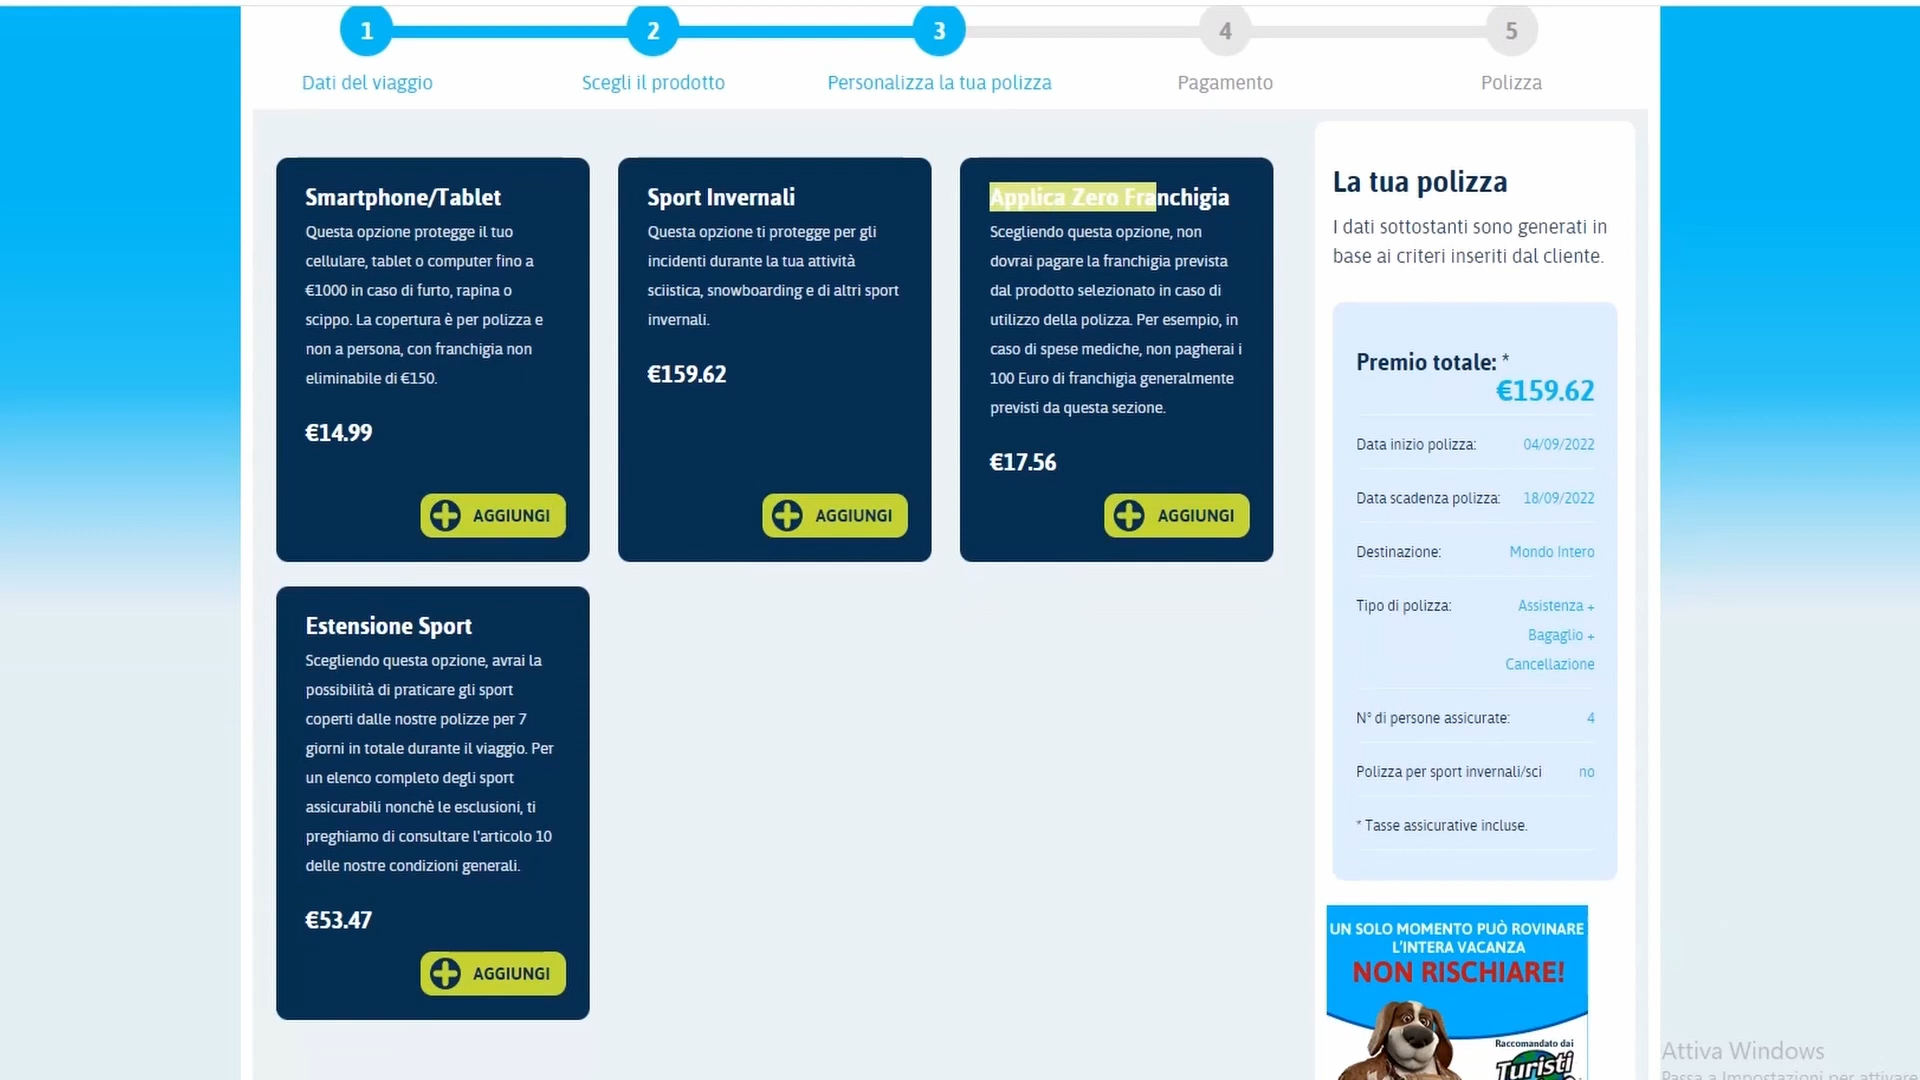 1
2
3
4
5
Dati del viaggio
Scegli il prodotto
Personalizza la tua polizza
Pagamento
Polizza
Smartphone/Tablet
Questa opzione protegge il tuo
cellulare, tablet o computer fino a
€1000 in caso di furto, rapina o
scippo. La copertura è per polizza e
non a persona, con franchigia non
eliminabile di €150.
€14.99
AGGIUNGI
Sport Invernali
Questa opzione ti protegge per gli
incidenti durante la tua attività
sciistica, snowboarding e di altri sport
invernali.
€159.62
AGGIUNGI
Applica Zero Franchigia
Scegliendo questa opzione, non
dovrai pagare la franchigia prevista
dal prodotto selezionato in caso di
utilizzo della polizza. Per esempio, in
caso di spese mediche, non pagherai i
100 Euro di franchigia generalmente
previsti da questa sezione.
€17.56
AGGIUNGI
Estensione Sport
Scegliendo questa opzione, avrai la
possibilità di praticare gli sport
coperti dalle nostre polizze per 7
giorni in totale durante il viaggio. Per
un elenco completo degli sport
assicurabili nonchè le esclusioni, ti
preghiamo di consultare l'articolo 10
delle nostre condizioni generali.
€53.47
AGGIUNGI
La tua polizza
I dati sottostanti sono generati in
base ai criteri inseriti dal cliente.
Premio totale: *
€159.62
Data inizio polizza: 04/09/2022
Data scadenza polizza: 18/09/2022
Destinazione: Mondo Intero
Tipo di polizza: Assistenza +
Bagaglio +
Cancellazione
N° di persone assicurate: 4
Polizza per sport invernali/sci no
* Tasse assicurative incluse.
UN SOLO MOMENTO PUÒ ROVINARE
L'INTERA VACANZA
NON RISCHIARE!
Raccomandato dai
Turisti
Attiva Windows
Passa a Impostazioni per attivare